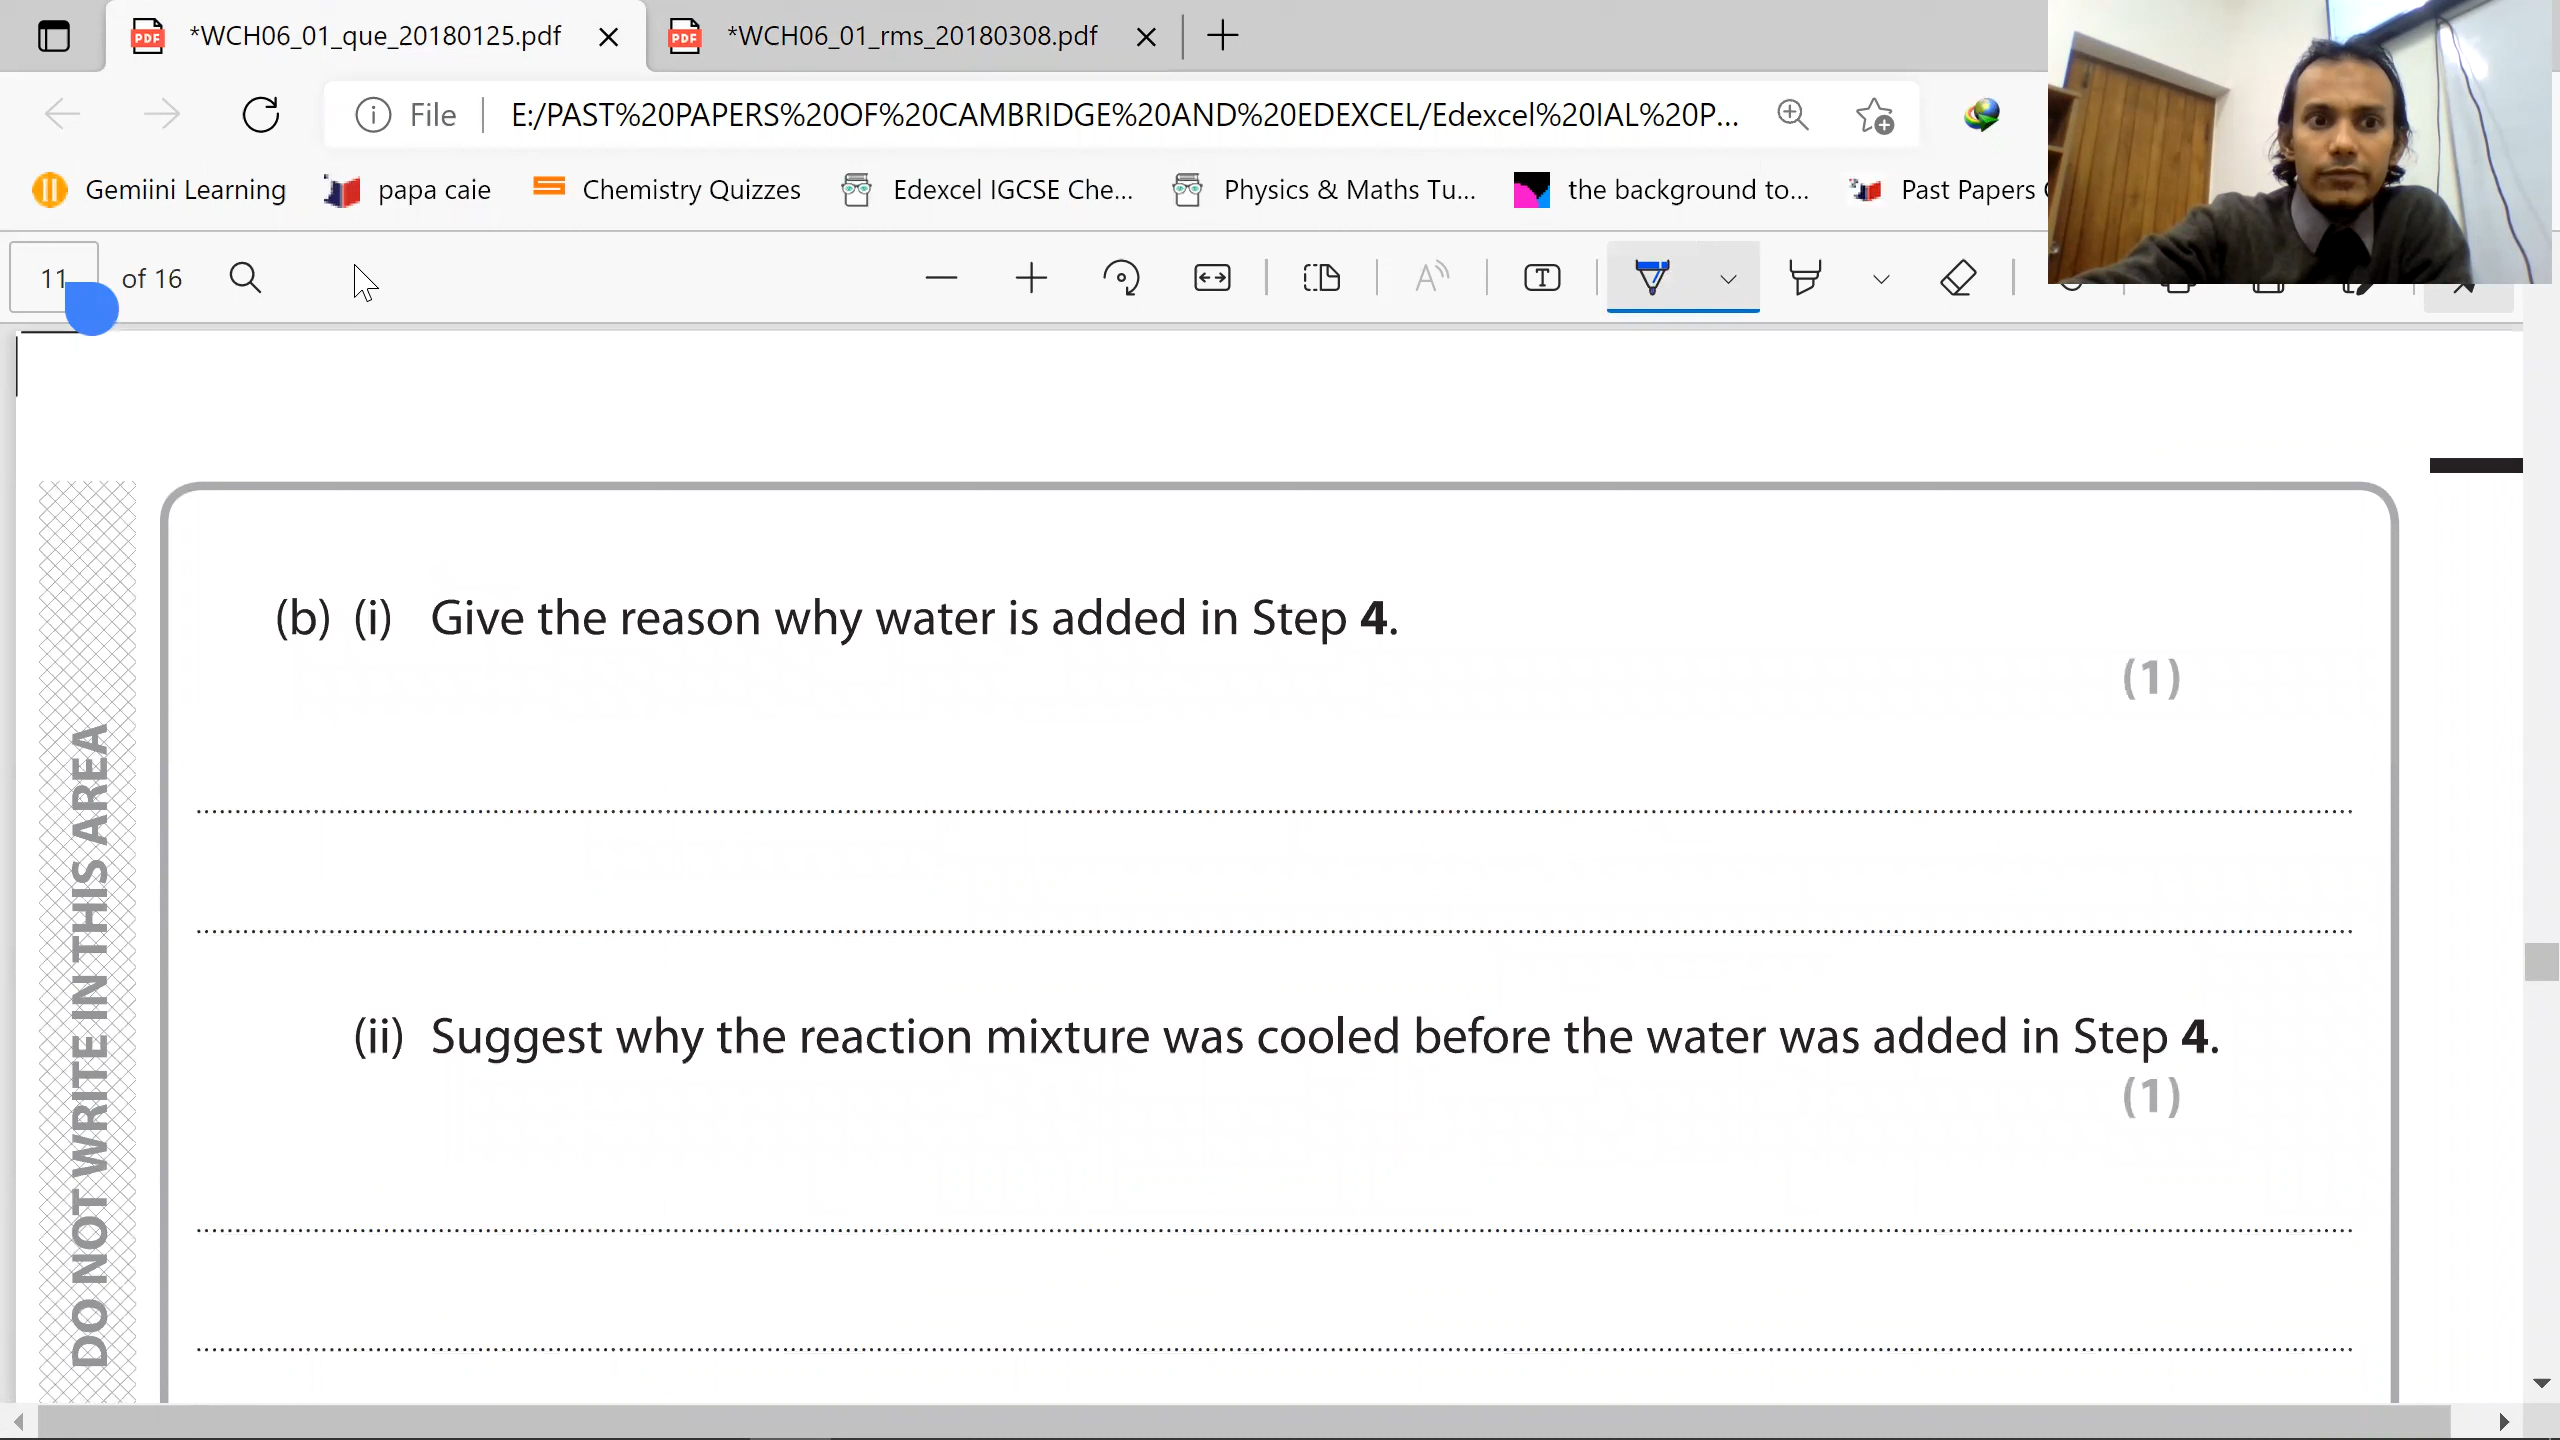 *WCH06_01_que_20180125.pdf
*WCH06_01_rms_20180308.pdf
File
E:/PAST%20PAPERS%20OF%20CAMBRIDGE%20AND%20EDEXCEL/Edexcel%20IAL%20P...
Gemiini Learning
papa caie
Chemistry Quizzes
Edexcel IGCSE Che...
Physics & Maths Tu...
the background to...
Past Papers
11 of 16
(b) (i) Give the reason why water is added in Step 4.
(1)
(ii) Suggest why the reaction mixture was cooled before the water was added in Step 4.
(1)
DO NOT WRITE IN THIS AREA